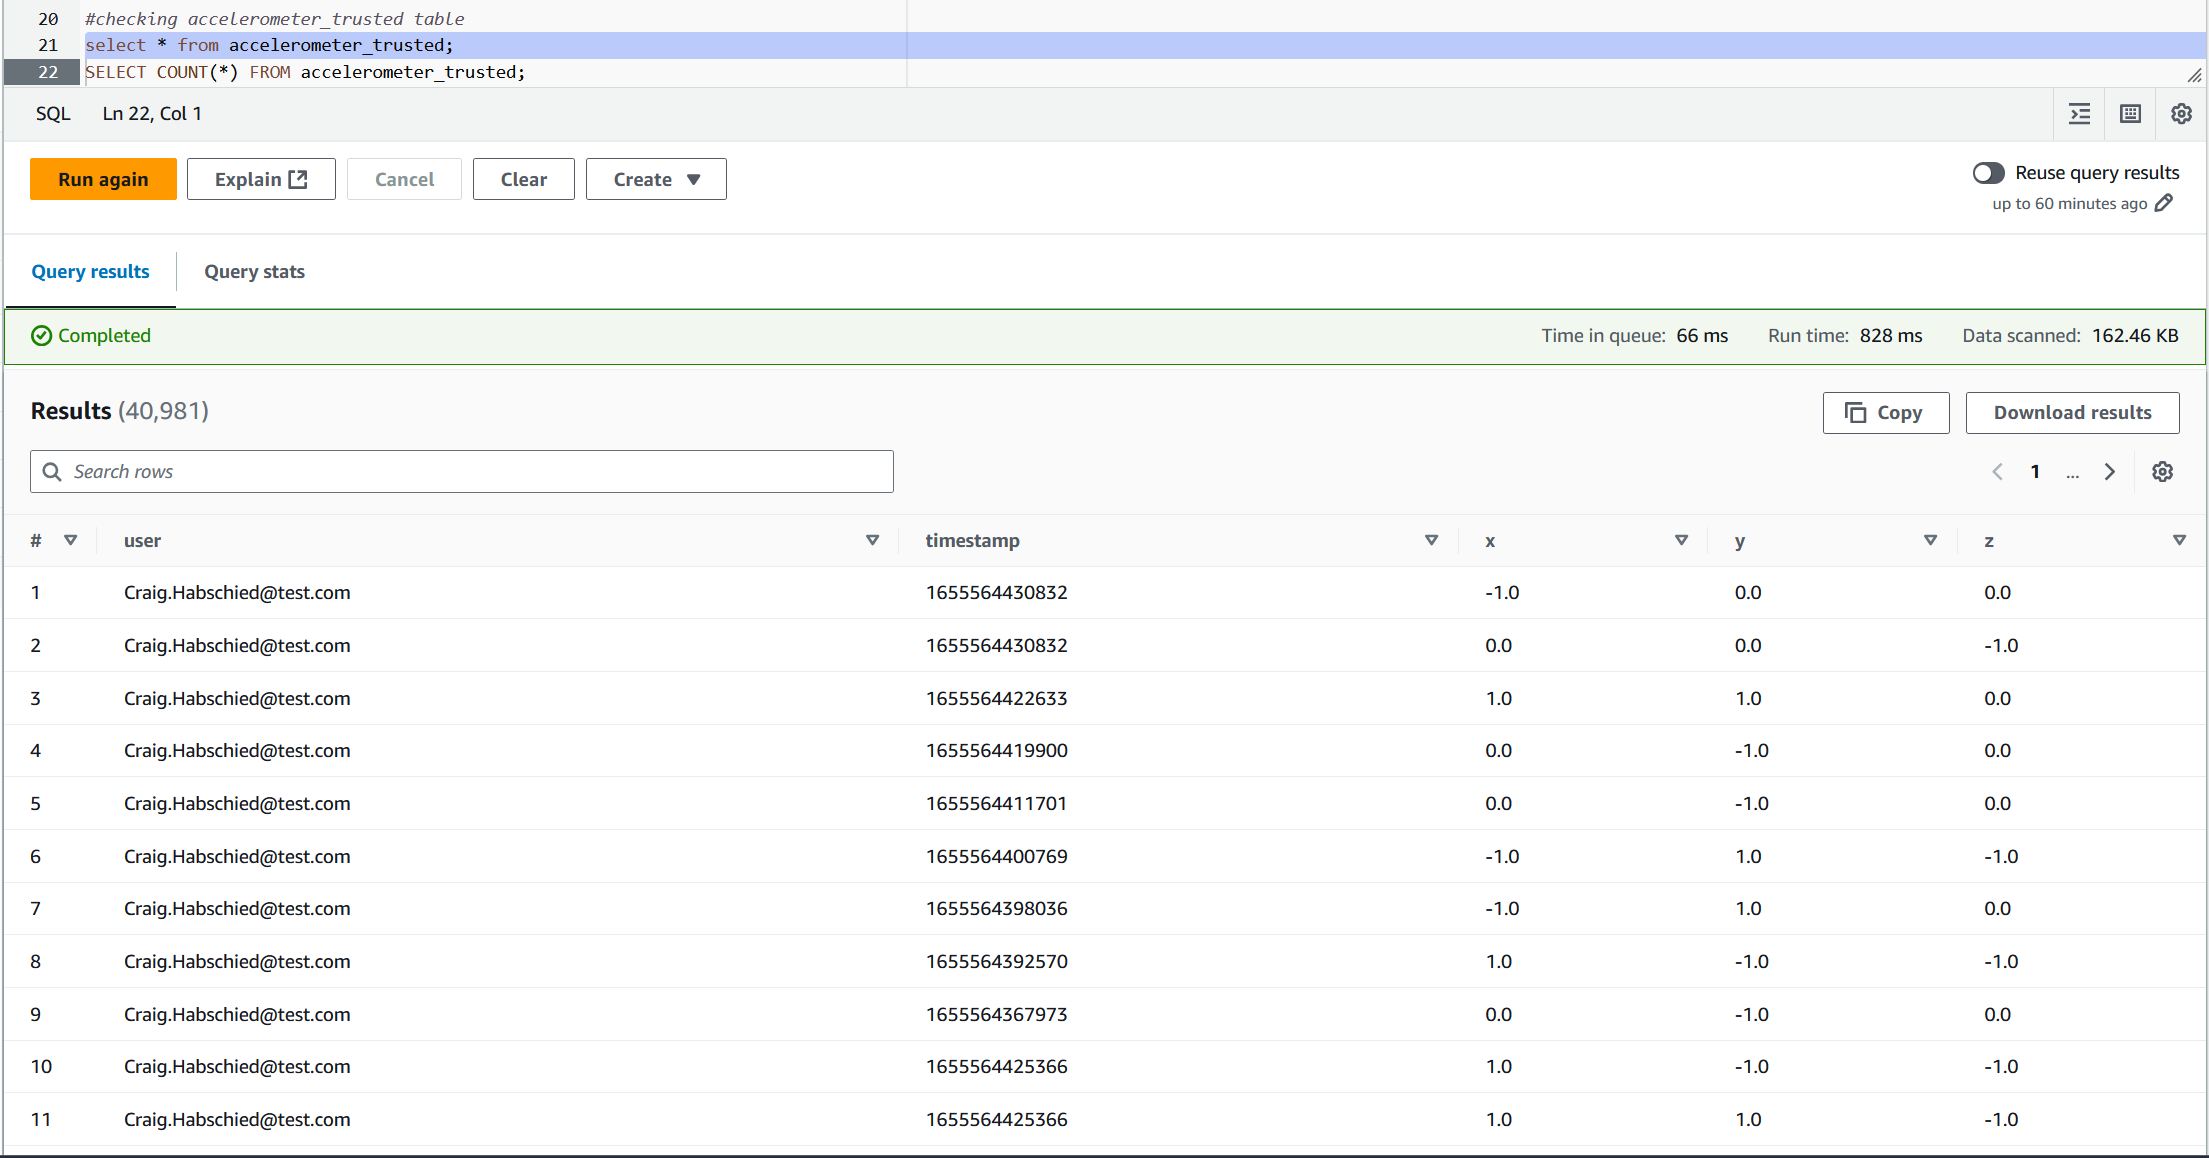 20 #checking accelerometer_trusted table
21 select * from accelerometer_trusted;
22 SELECT COUNT(*) FROM accelerometer_trusted;
SQL Ln 22, Col 1
Run again Explain Cancel Clear Create Reuse query results
up to 60 minutes ago
Query results Query stats
Completed Time in queue: 66 ms Run time: 828 ms Data scanned: 162.46 KB
Results (40,981) Copy Download results
Search rows 1 ...
# user timestamp x y z
1 Craig.Habschied@test.com 1655564430832 -1.0 0.0 0.0
2 Craig.Habschied@test.com 1655564430832 0.0 0.0 -1.0
3 Craig.Habschied@test.com 1655564422633 1.0 1.0 0.0
4 Craig.Habschied@test.com 1655564419900 0.0 -1.0 0.0
5 Craig.Habschied@test.com 1655564411701 0.0 -1.0 0.0
6 Craig.Habschied@test.com 1655564400769 -1.0 1.0 -1.0
7 Craig.Habschied@test.com 1655564398036 -1.0 1.0 0.0
8 Craig.Habschied@test.com 1655564392570 1.0 -1.0 -1.0
9 Craig.Habschied@test.com 1655564367973 0.0 -1.0 0.0
10 Craig.Habschied@test.com 1655564425366 1.0 -1.0 -1.0
11 Craig.Habschied@test.com 1655564425366 1.0 1.0 -1.0